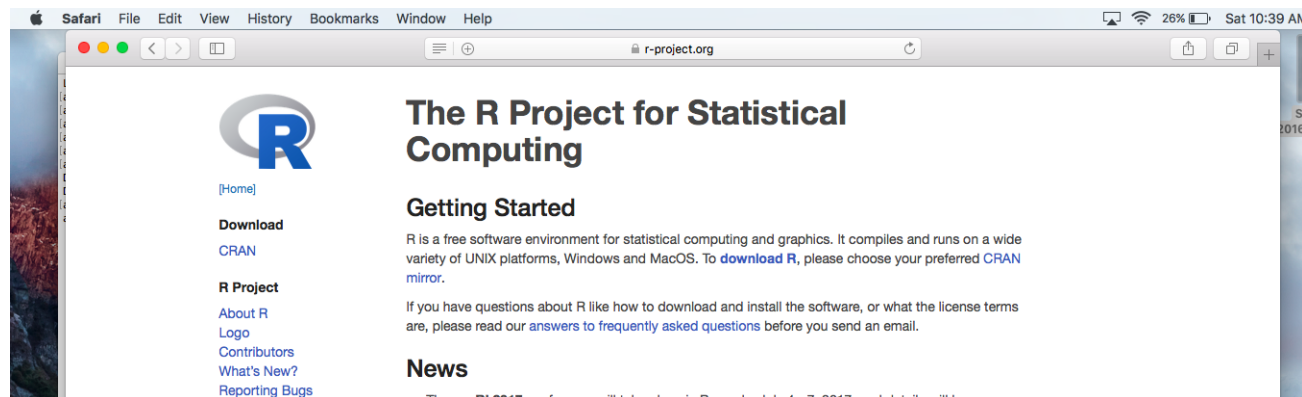 Safari File Edit View History Bookmarks Window Help 26% Sat 10:39 AM
r-project.org
R
[Home]
Download
CRAN
R Project
About R
Logo
Contributors
What's New?
Reporting Bugs
The R Project for Statistical
Computing
Getting Started
R is a free software environment for statistical computing and graphics. It compiles and runs on a wide
variety of UNIX platforms, Windows and MacOS. To download R, please choose your preferred CRAN
mirror.
If you have questions about R like how to download and install the software, or what the license terms
are, please read our answers to frequently asked questions before you send an email.
News
2016